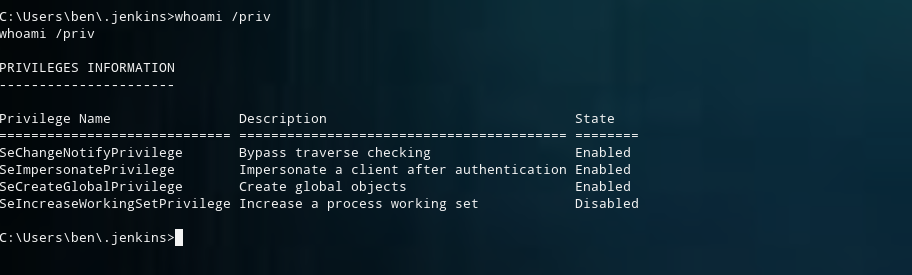 C:\Users\ben\.jenkins>whoami /priv
whoami /priv
PRIVILEGES INFORMATION
----------------------
Privilege Name                Description                               State
============================= ========================================= ========
SeChangeNotifyPrivilege       Bypass traverse checking                  Enabled
SeImpersonatePrivilege        Impersonate a client after authentication Enabled
SeCreateGlobalPrivilege       Create global objects                     Enabled
SeIncreaseWorkingSetPrivilege Increase a process working set            Disabled
C:\Users\ben\.jenkins>